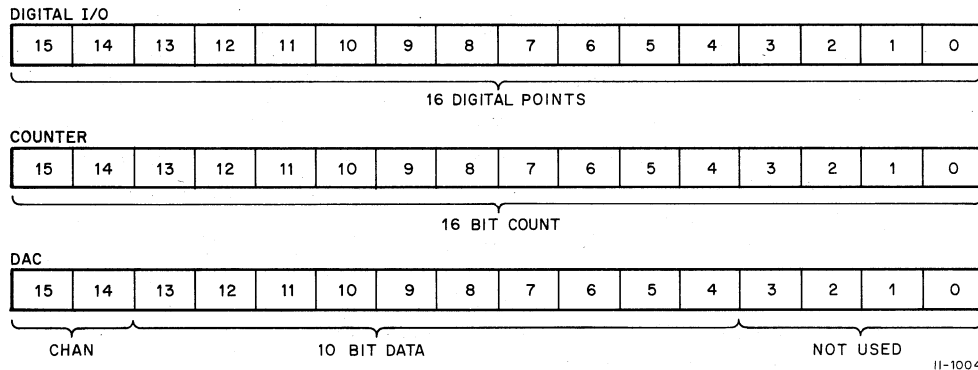 DIGITAL I/O
15 14 13 12 11 10 9 8 7 6 5 4 3 2 1 0
16 DIGITAL POINTS
COUNTER
15 14 13 12 11 10 9 8 7 6 5 4 3 2 1 0
16 BIT COUNT
DAC
15 14 13 12 11 10 9 8 7 6 5 4 3 2 1 0
CHAN 10 BIT DATA NOT USED
11-1004